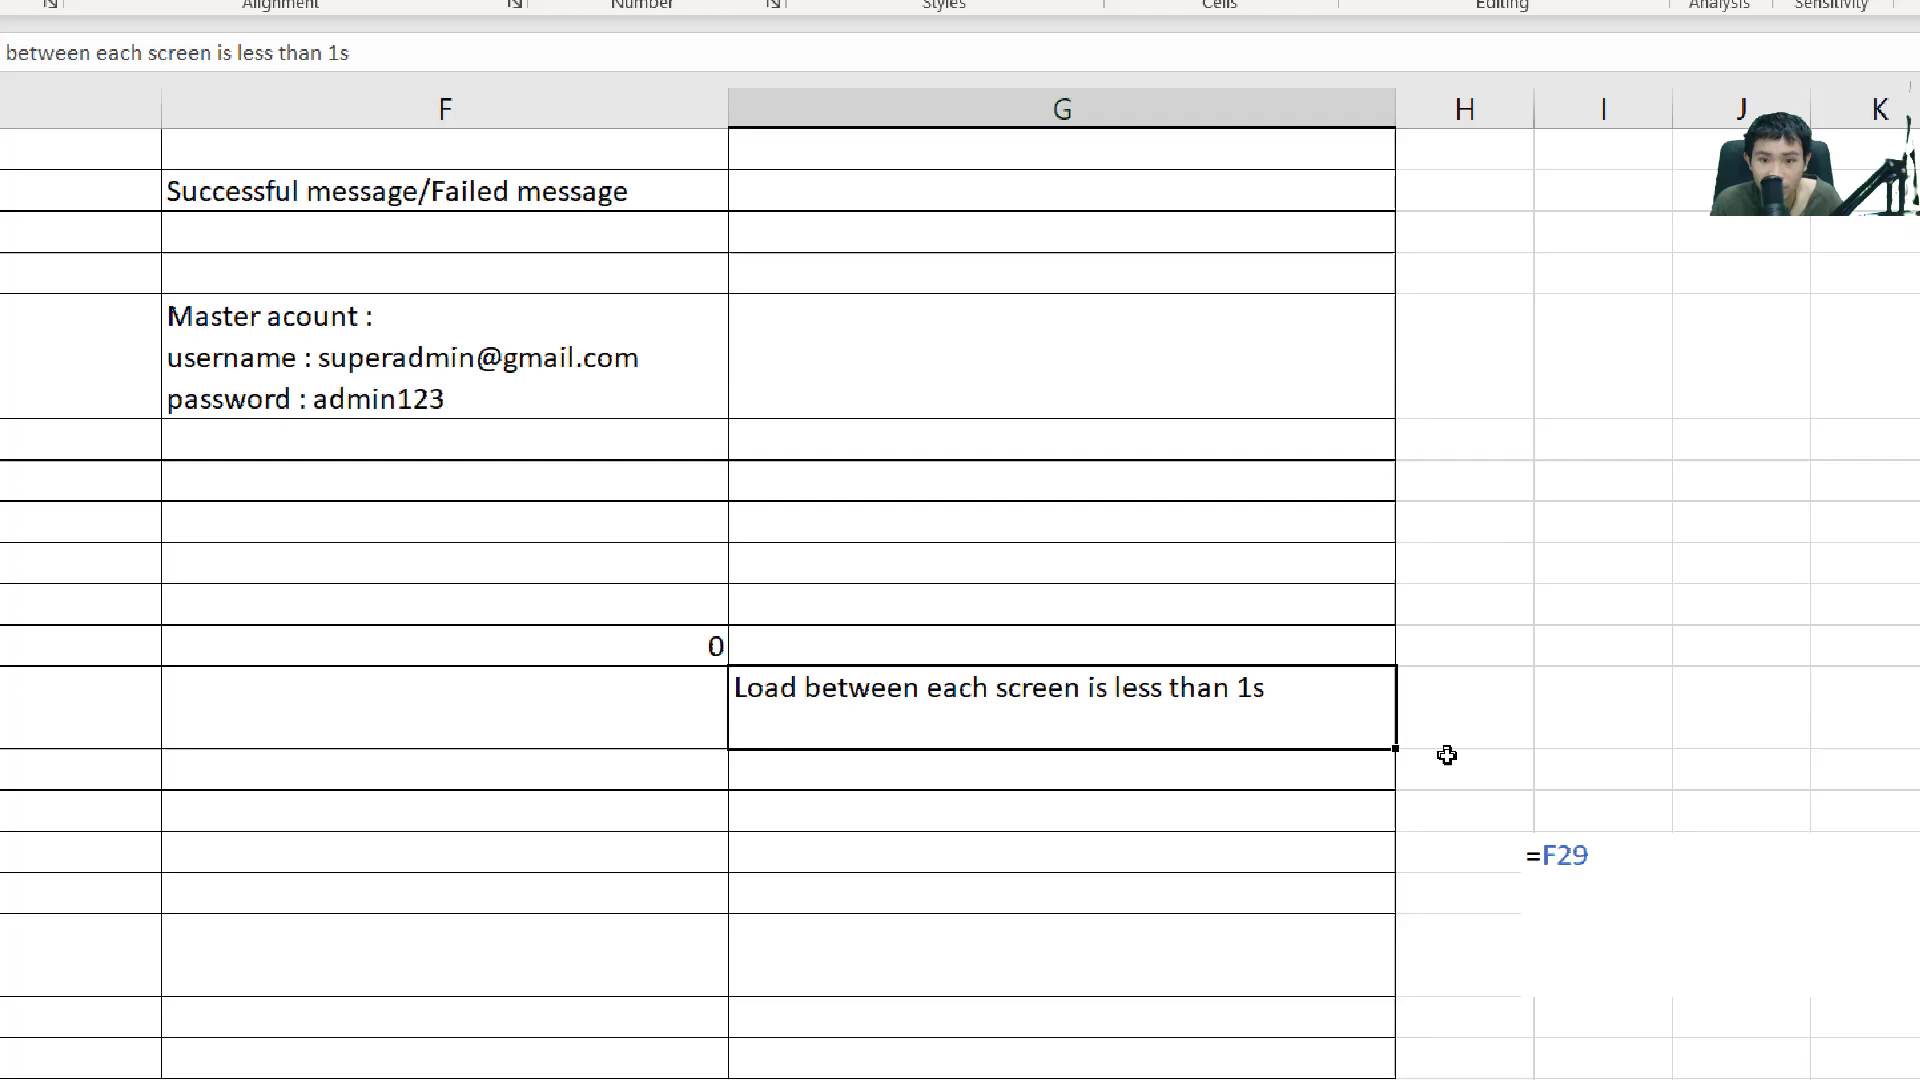 Alignment Number Styles Cells Editing Analysis Sensitivity
between each screen is less than 1s
F G H I J K
Successful message/Failed message
Master acount :
username : superadmin@gmail.com
password : admin123
0
Load between each screen is less than 1s
=F29